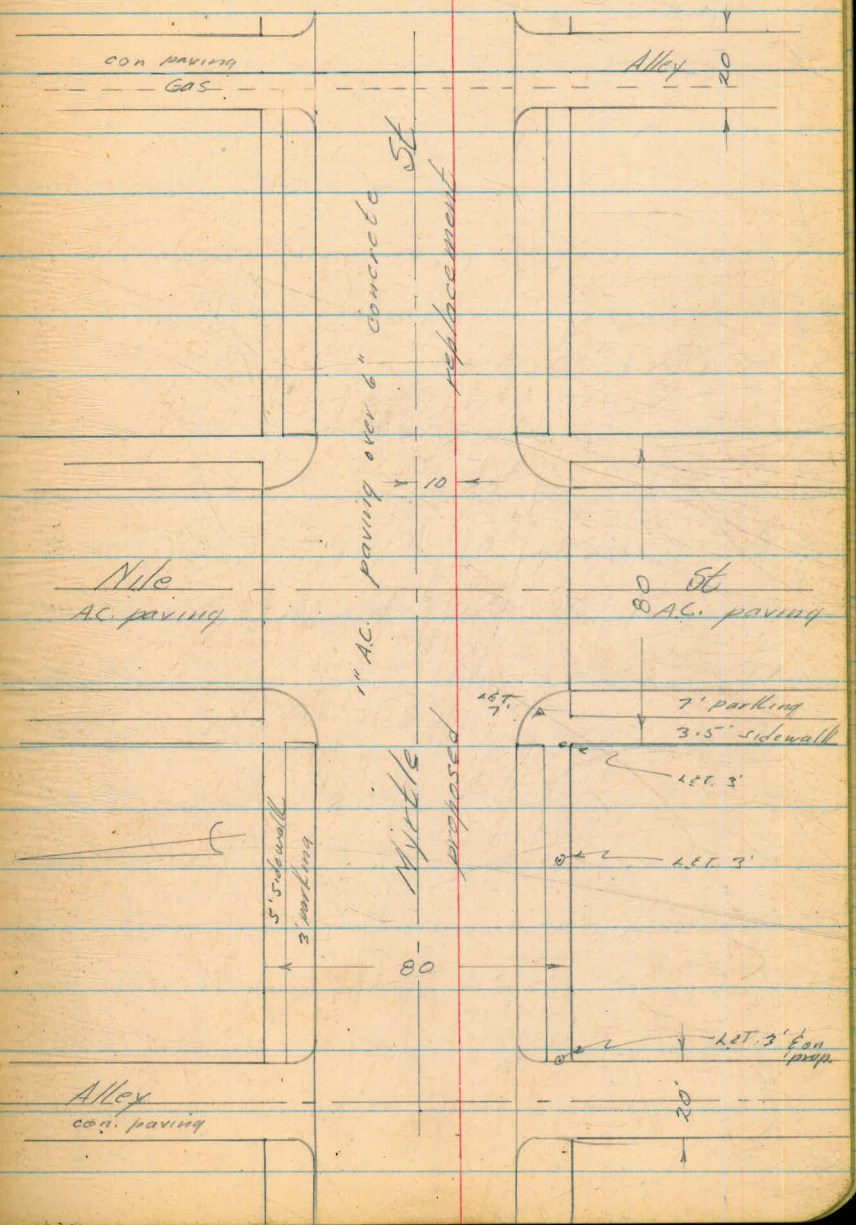 con paving
Gas
Alley
20
St
1" A.C. paving over 6" concrete
replacement
10
Nile
A.C. paving
St
A.C. paving
80
LET.
7'
7' parking
3.5' sidewalk
LET. 3'
Myrtle
proposed
5' sidewalk
3' parking
LET. 3'
80
LET. 3' & on
prop.
20'
Alley
con. paving